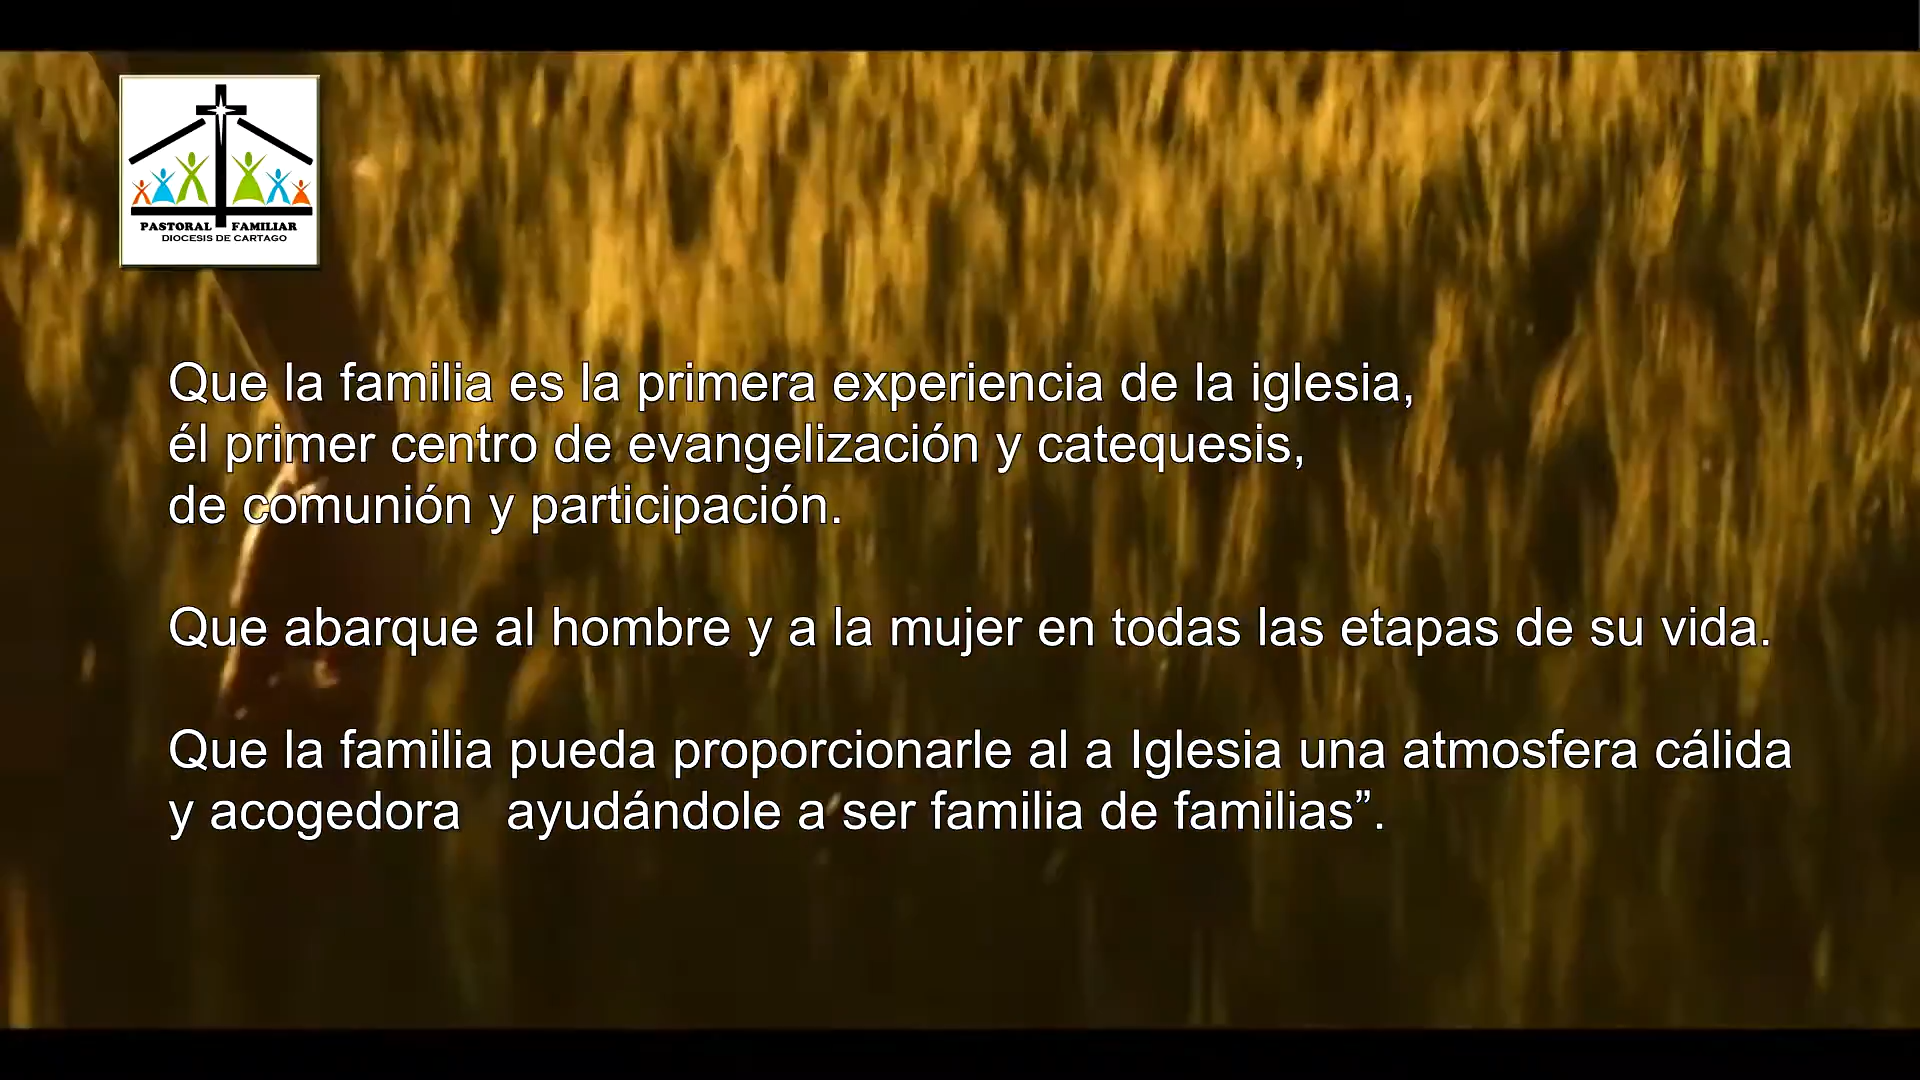 PASTORAL FAMILIAR
DIOCESIS DE CARTAGO
Que la familia es la primera experiencia de la iglesia,
él primer centro de evangelización y catequesis,
de comunión y participación.
Que abarque al hombre y a la mujer en todas las etapas de su vida.
Que la familia pueda proporcionarle al a Iglesia una atmosfera cálida
y acogedora ayudándole a ser familia de familias”.